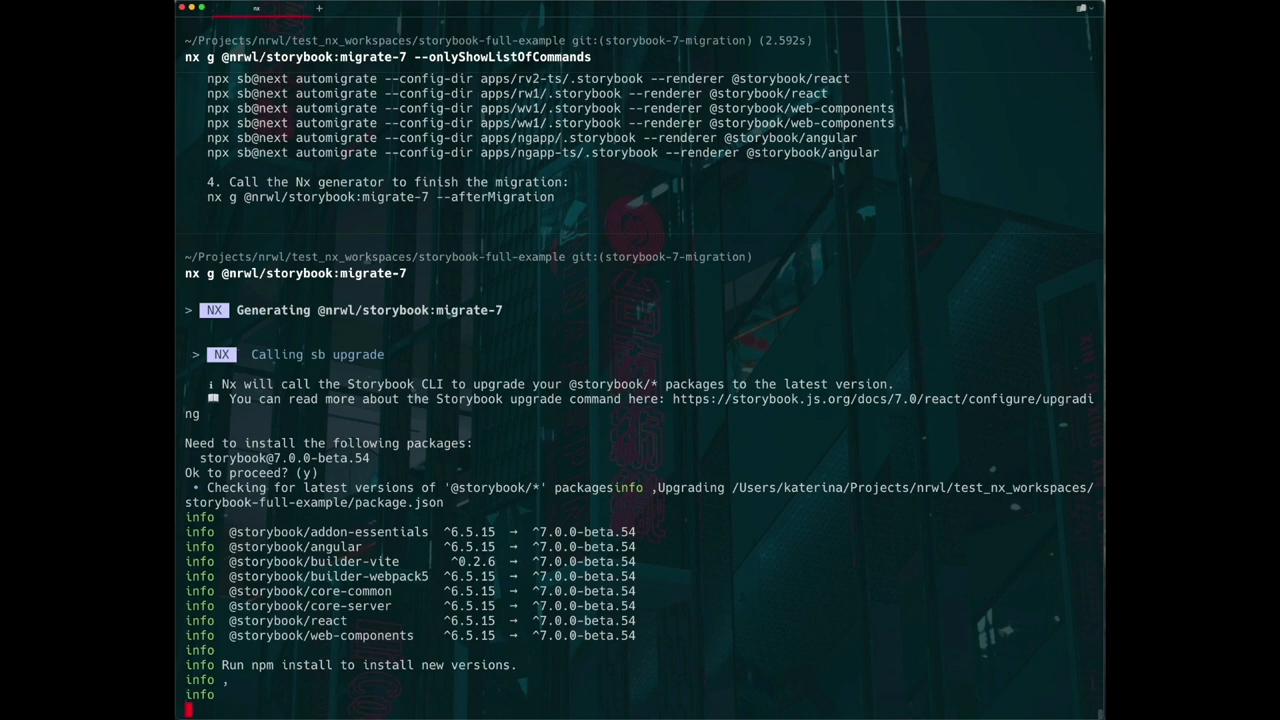 nx
+
~/Projects/nrwl/test_nx_workspaces/storybook-full-example git:(storybook-7-migration) (2.592s)
nx g @nrwl/storybook:migrate-7 --onlyShowListOfCommands
npx sb@next automigrate --config-dir apps/rv2-ts/.storybook --renderer @storybook/react
npx sb@next automigrate --config-dir apps/rw1/.storybook --renderer @storybook/react
npx sb@next automigrate --config-dir apps/wv1/.storybook --renderer @storybook/web-components
npx sb@next automigrate --config-dir apps/ww1/.storybook --renderer @storybook/web-components
npx sb@next automigrate --config-dir apps/ngapp/.storybook --renderer @storybook/angular
npx sb@next automigrate --config-dir apps/ngapp-ts/.storybook --renderer @storybook/angular
4. Call the Nx generator to finish the migration:
nx g @nrwl/storybook:migrate-7 --afterMigration
~/Projects/nrwl/test_nx_workspaces/storybook-full-example git:(storybook-7-migration)
nx g @nrwl/storybook:migrate-7
> NX Generating @nrwl/storybook:migrate-7
> NX Calling sb upgrade
ℹ Nx will call the Storybook CLI to upgrade your @storybook/* packages to the latest version.
📖 You can read more about the Storybook upgrade command here: https://storybook.js.org/docs/7.0/react/configure/upgradi
ng
Need to install the following packages:
storybook@7.0.0-beta.54
Ok to proceed? (y)
• Checking for latest versions of '@storybook/*' packagesinfo ,Upgrading /Users/katerina/Projects/nrwl/test_nx_workspaces/
storybook-full-example/package.json
info
info @storybook/addon-essentials ^6.5.15 → ^7.0.0-beta.54
info @storybook/angular ^6.5.15 → ^7.0.0-beta.54
info @storybook/builder-vite ^0.2.6 → ^7.0.0-beta.54
info @storybook/builder-webpack5 ^6.5.15 → ^7.0.0-beta.54
info @storybook/core-common ^6.5.15 → ^7.0.0-beta.54
info @storybook/core-server ^6.5.15 → ^7.0.0-beta.54
info @storybook/react ^6.5.15 → ^7.0.0-beta.54
info @storybook/web-components ^6.5.15 → ^7.0.0-beta.54
info
info Run npm install to install new versions.
info ,
info